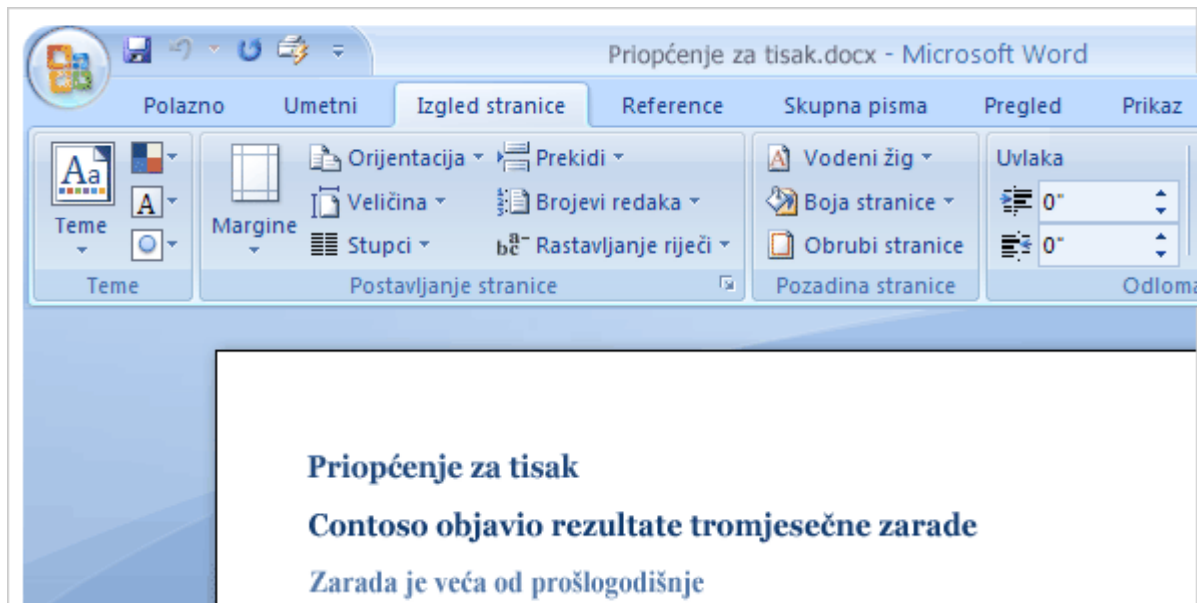 Priopćenje za tisak.docx - Microsoft Word
Polazno Umetni Izgled stranice Reference Skupna pisma Pregled Prikaz
Aa Orijentacija Prekidi Vodeni žig Uvlaka
A Veličina Brojevi redaka Boja stranice 0"
Teme Margine Stupci Rastavljanje riječi Obrubi stranice 0"
Teme Postavljanje stranice Pozadina stranice
Priopćenje za tisak
Contoso objavio rezultate tromjesečne zarade
Zarada je veća od prošlogodišnje